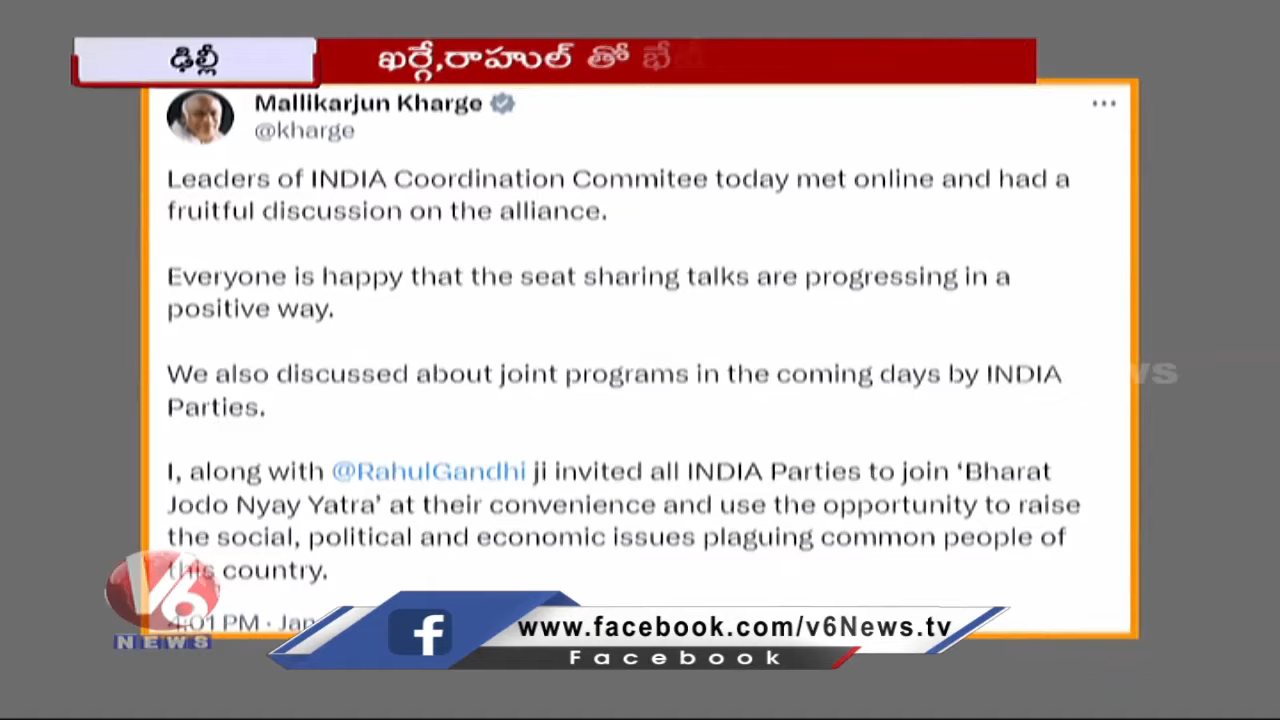 ఢిల్లీ
ఖర్గే,రాహుల్ తో
Mallikarjun Kharge
@kharge
Leaders of INDIA Coordination Commitee today met online and had a
fruitful discussion on the alliance.
Everyone is happy that the seat sharing talks are progressing in a
positive way.
We also discussed about joint programs in the coming days by INDIA
Parties.
I, along with @RahulGandhi ji invited all INDIA Parties to join ‘Bharat
Jodo Nyay Yatra’ at their convenience and use the opportunity to raise
the social, political and economic issues plaguing common people of
this country.
4:01 PM · Jan
V6
NEWS
f
www.facebook.com/v6News.tv
Facebook